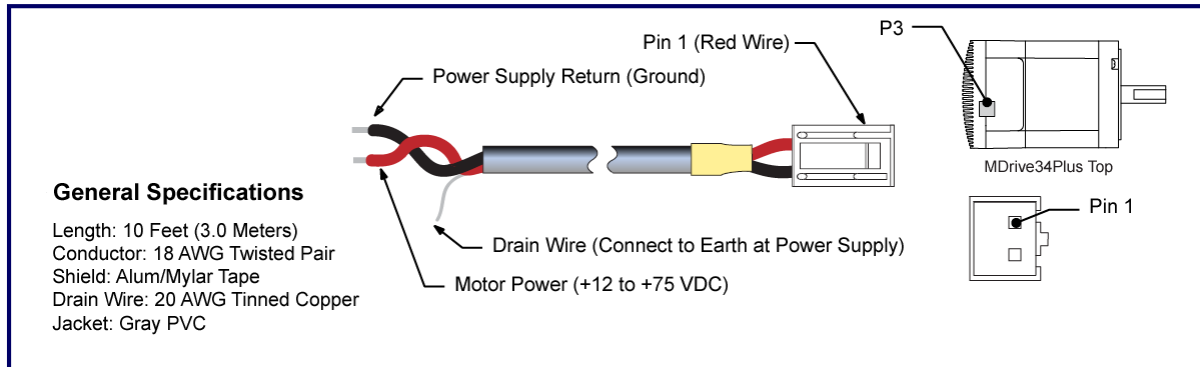 Pin 1 (Red Wire)
P3
Power Supply Return (Ground)
MDrive34Plus Top
General Specifications
Length: 10 Feet (3.0 Meters)
Conductor: 18 AWG Twisted Pair
Shield: Alum/Mylar Tape
Drain Wire: 20 AWG Tinned Copper
Jacket: Gray PVC
Drain Wire (Connect to Earth at Power Supply)
Motor Power (+12 to +75 VDC)
Pin 1